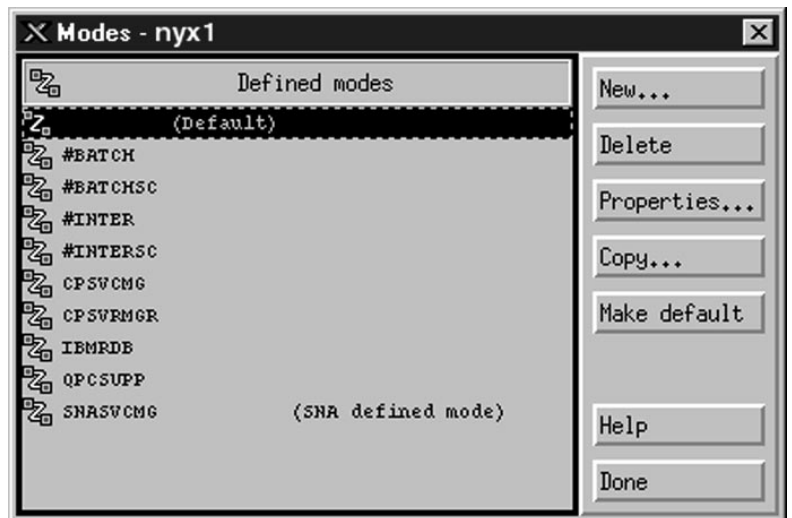 Modes - nyx1
Defined modes
(Default)
#BATCH
#BATCHSC
#INTER
#INTERSC
CPSVCMG
CPSVRMGR
IBMRDB
QPCSUPP
SNASVCMG (SNA defined mode)
New...
Delete
Properties...
Copy...
Make default
Help
Done